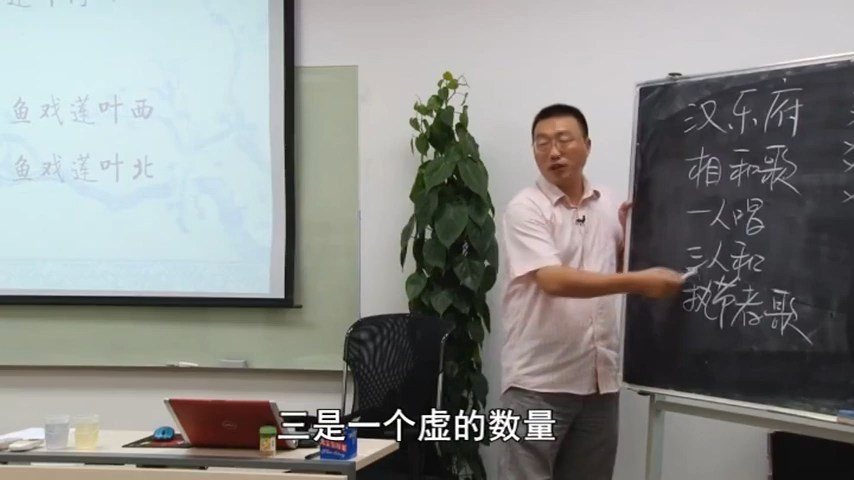 鱼戏莲叶西
鱼戏莲叶北
汉乐府
相和歌
一人唱
三人和
执节者歌
三是一个虚的数量